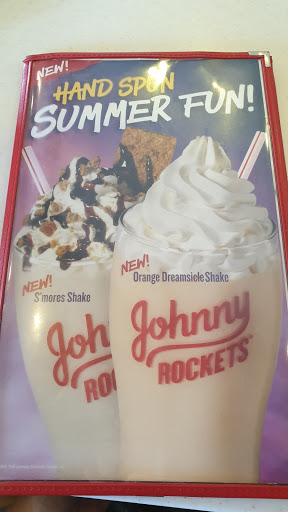 NEW!
HAND SPUN
SUMMER FUN!
NEW!
Orange Dreamsicle Shake
NEW!
S'mores Shake
Johnny
ROCKETS
Johnny
ROCKETS